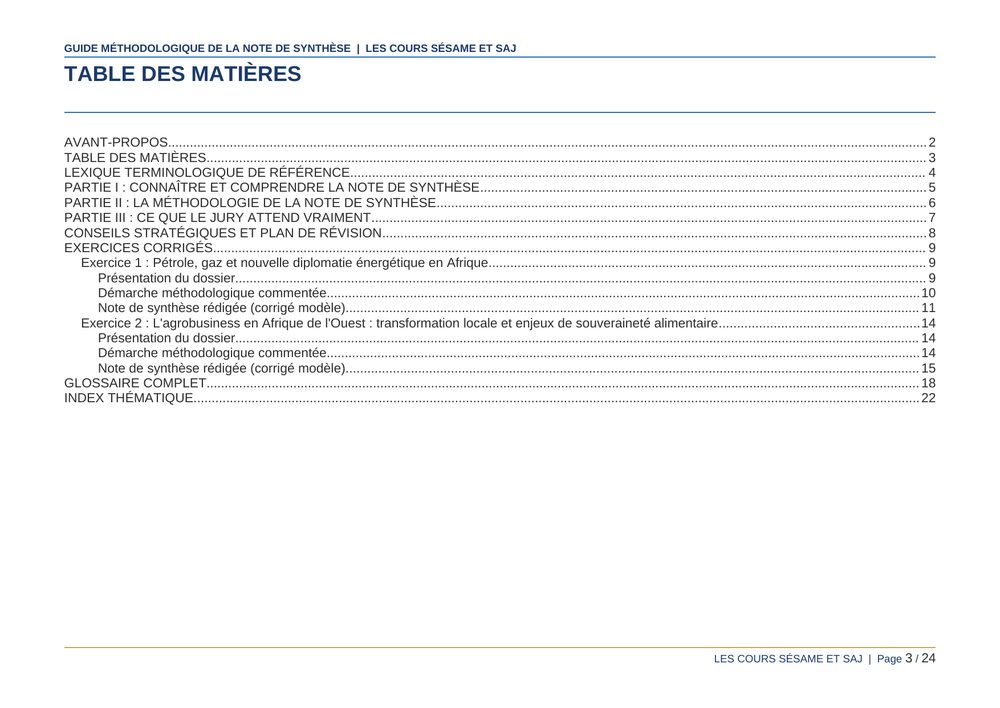 GUIDE MÉTHODOLOGIQUE DE LA NOTE DE SYNTHÈSE | LES COURS SÉSAME ET SAJ
TABLE DES MATIÈRES
AVANT-PROPOS 2
TABLE DES MATIÈRES 3
LEXIQUE TERMINOLOGIQUE DE RÉFÉRENCE 4
PARTIE I : CONNAÎTRE ET COMPRENDRE LA NOTE DE SYNTHÈSE 5
PARTIE II : LA MÉTHODOLOGIE DE LA NOTE DE SYNTHÈSE 6
PARTIE III : CE QUE LE JURY ATTEND VRAIMENT 7
CONSEILS STRATÉGIQUES ET PLAN DE RÉVISION 8
EXERCICES CORRIGÉS 9
Exercice 1 : Pétrole, gaz et nouvelle diplomatie énergétique en Afrique 9
Présentation du dossier 9
Démarche méthodologique commentée 10
Note de synthèse rédigée (corrigé modèle) 11
Exercice 2 : L'agrobusiness en Afrique de l'Ouest : transformation locale et enjeux de souveraineté alimentaire 14
Présentation du dossier 14
Démarche méthodologique commentée 14
Note de synthèse rédigée (corrigé modèle) 15
GLOSSAIRE COMPLET 18
INDEX THÉMATIQUE 22
LES COURS SÉSAME ET SAJ | Page 3 / 24